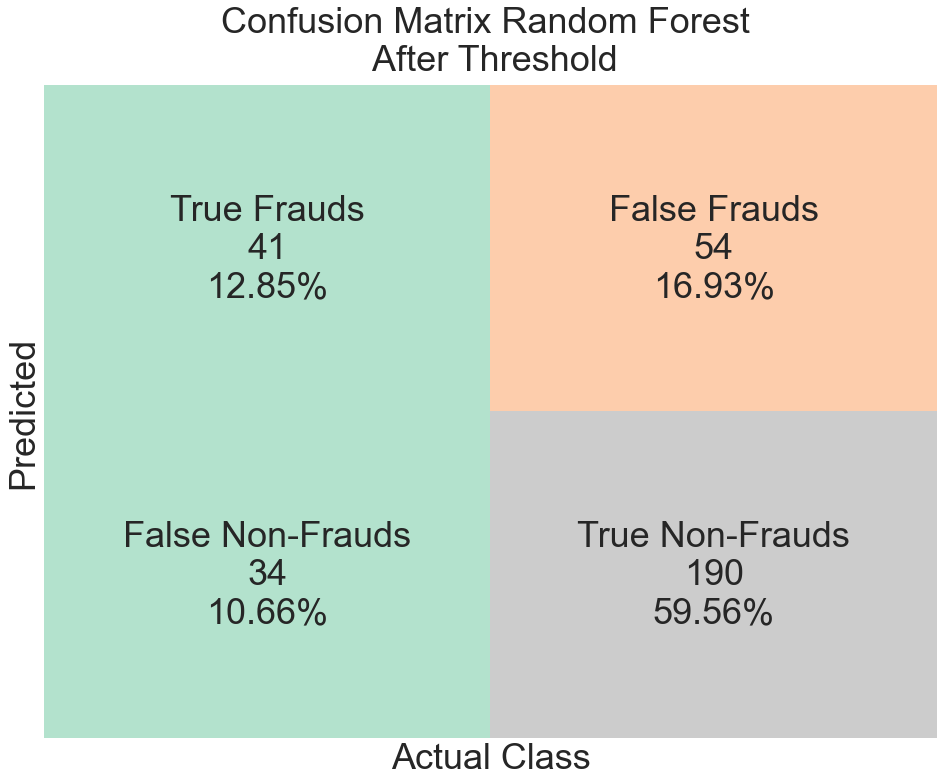 Confusion Matrix Random Forest
After Threshold
True Frauds
41
12.85%
False Frauds
54
16.93%
Predicted
False Non-Frauds
34
10.66%
True Non-Frauds
190
59.56%
Actual Class